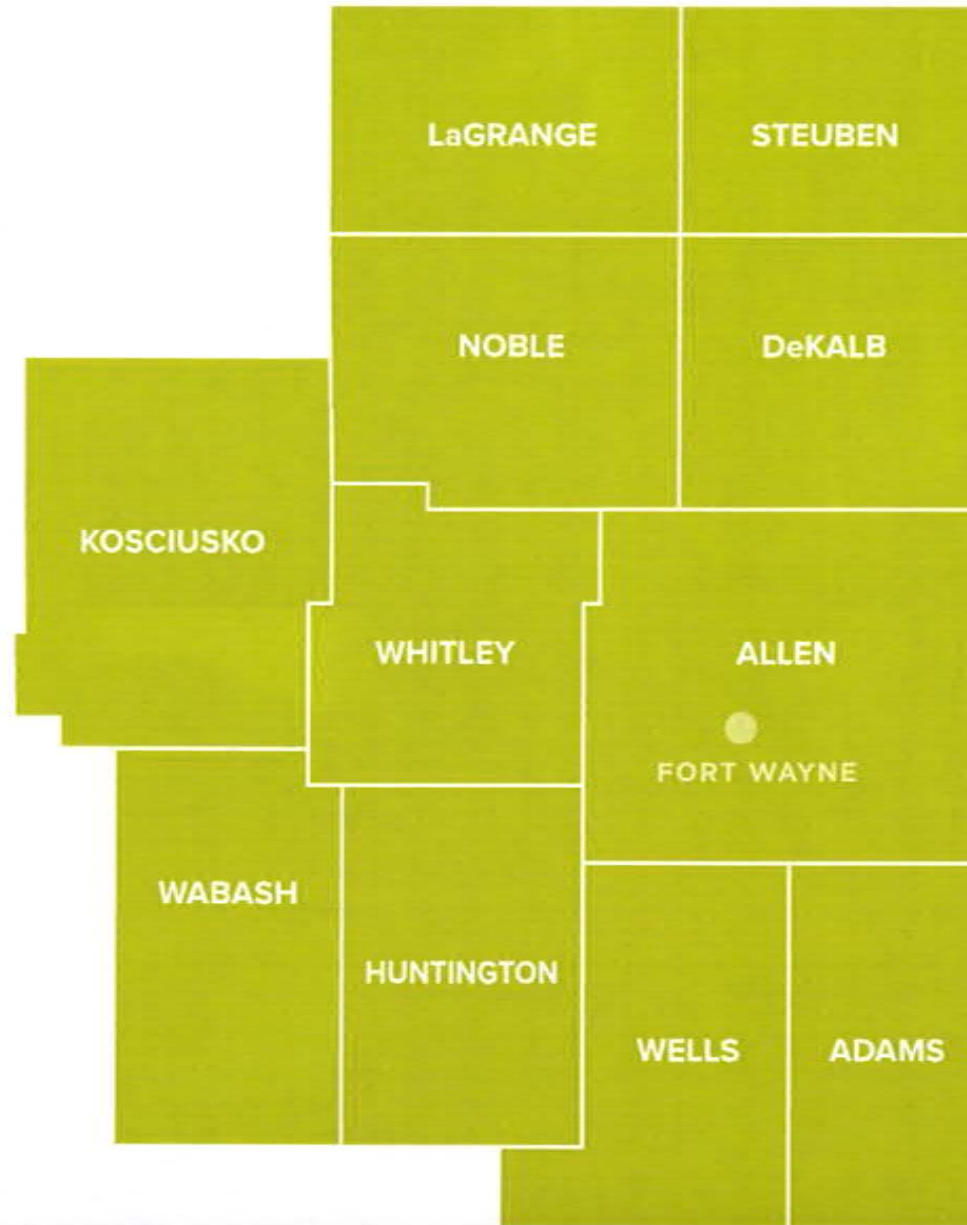 LaGRANGE
STEUBEN
NOBLE
DeKALB
KOSCIUSKO
WHITLEY
ALLEN
FORT WAYNE
WABASH
HUNTINGTON
WELLS
ADAMS